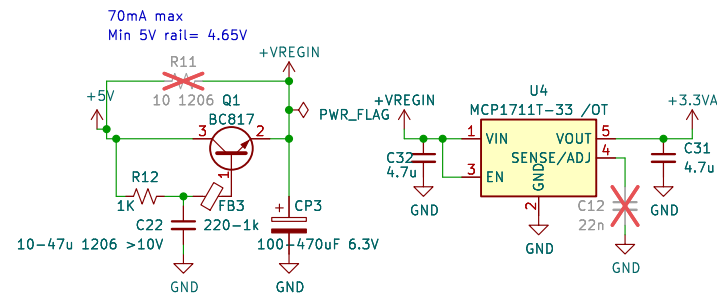 70mA max
Min 5V rail= 4.65V
R11
10 1206
+5V
+VREGIN
Q1
BC817
3
2
1
PWR_FLAG
R12
1K
FB3
220-1k
C22
10-47u 1206 >10V
CP3
100-470uF 6.3V
GND
GND
U4
MCP1711T-33 /OT
+VREGIN
+3.3VA
1
VIN
VOUT
5
SENSE/ADJ
4
3
EN
GND
2
C32
4.7u
GND
C31
4.7u
GND
C12
22n
GND
GND